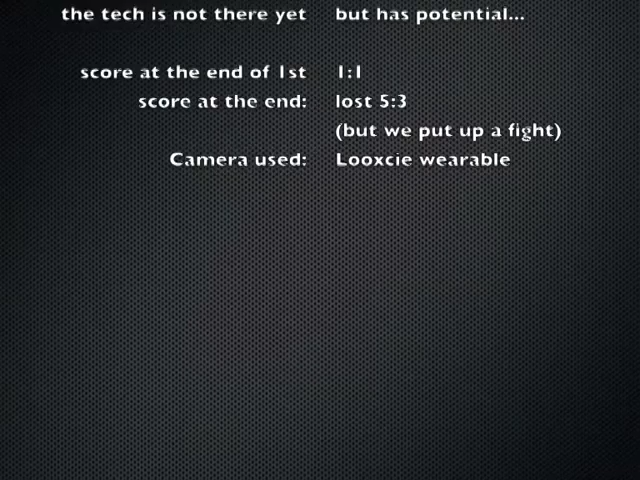 the tech is not there yet but has potential...
score at the end of 1st 1:1
score at the end: lost 5:3
(but we put up a fight)
Camera used: Looxcie wearable